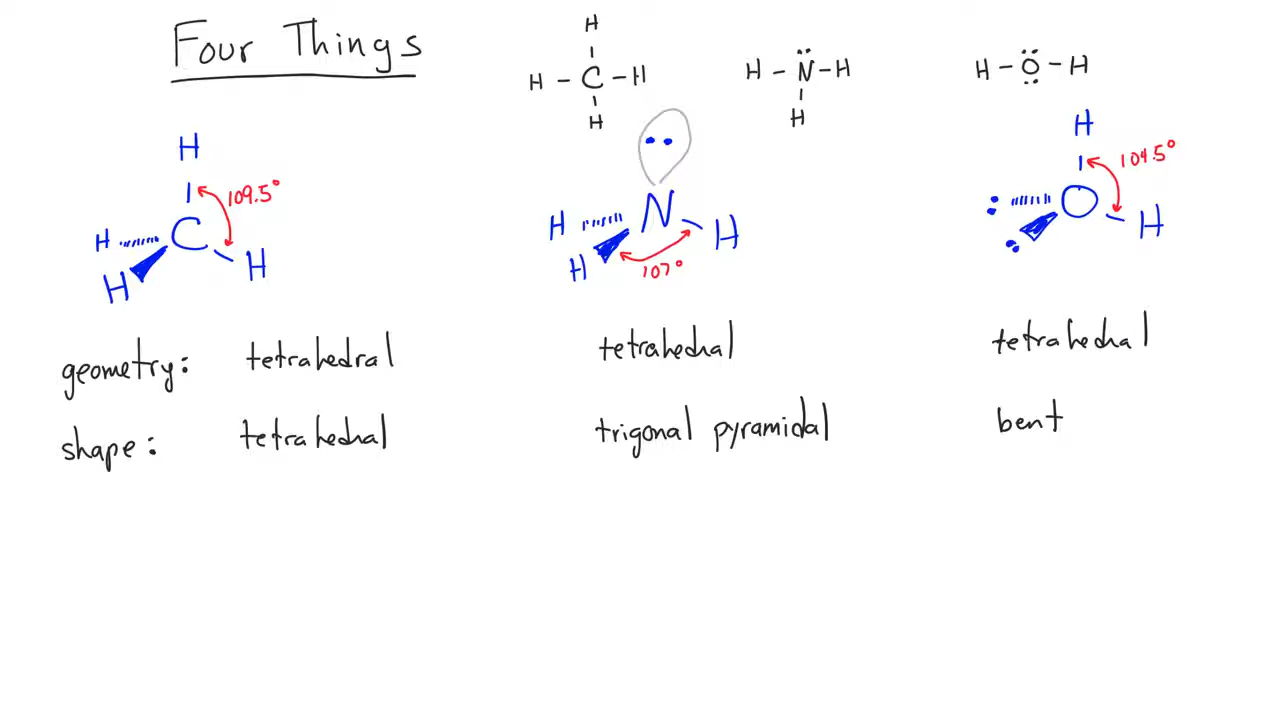 Four Things
H
H - C - H
H
H - N - H
H
H - O - H
H
109.5°
C
H
H
H
N
H
H
H
107°
H
104.5°
O
H
geometry: tetrahedral tetrahedral tetrahedral
shape: tetrahedral trigonal pyramidal bent